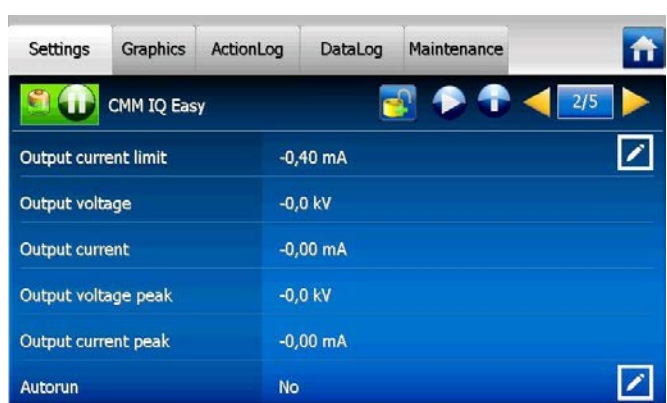 Settings Graphics ActionLog DataLog Maintenance
CMM IQ Easy 2/5
Output current limit -0,40 mA
Output voltage -0,0 kV
Output current -0,00 mA
Output voltage peak -0,0 kV
Output current peak -0,00 mA
Autorun No